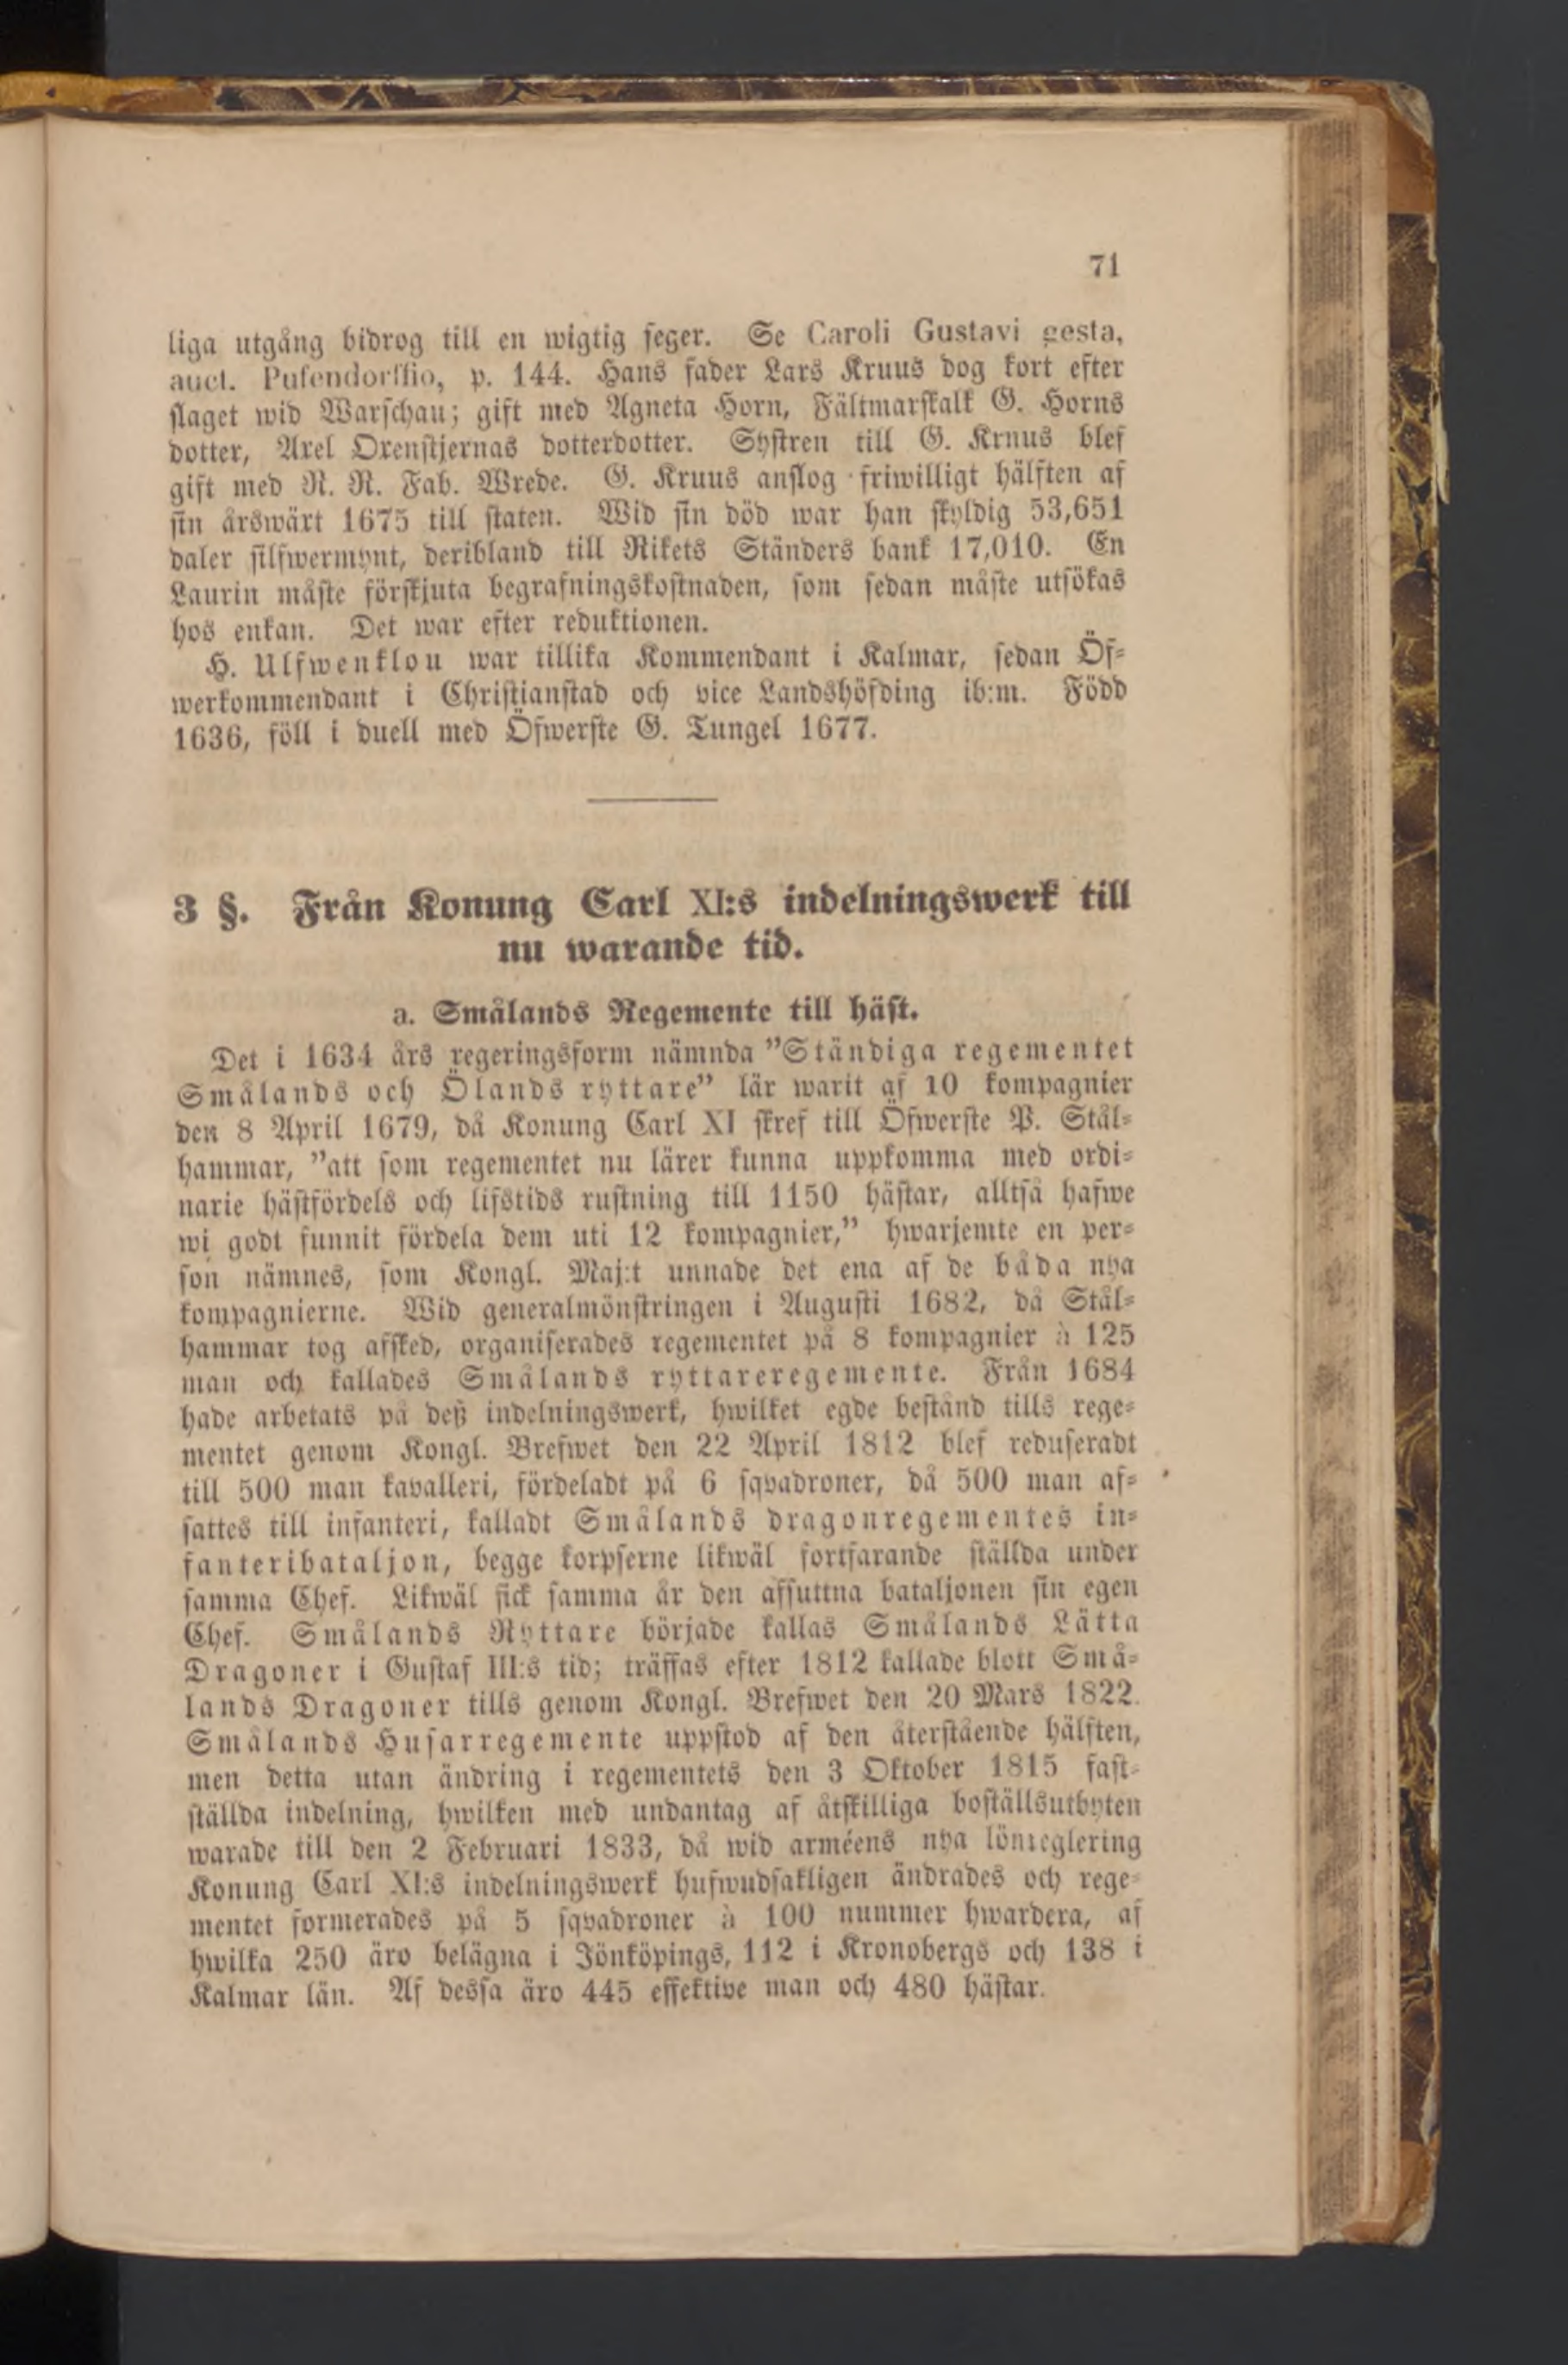 71
liga utgång bidrog till en wigtig seger. Se Caroli Gustavi gesta,
auct. Pufendorffio, p. 144. Hans fader Lars Kruus dog kort efter
slaget wid Warschau; gift med Agneta Horn, Fältmarskalk G. Horns
dotter, Axel Oxenstjernas dotterdotter. Systren till G. Krnus blef
gift med R. R. Fab. Wrede. G. Kruus anslog friwilligt hälften af
sin årswäxt 1675 till staten. Wid sin död war han skyldig 53,651
daler silfwermynt, deribland till Rikets Ständers bank 17,010. En
Laurin måste förskjuta begrafningskostnaden, som sedan måste utsökas
hos enkan. Det war efter reduktionen.
H. Ulfwenklou war tillika Kommendant i Kalmar, sedan Öf-
werkommendant i Christianstad och vice Landshöfding ib:m. Född
1636, föll i duell med Öfwerste G. Tungel 1677.
3 §. Från Konung Carl XI:s indelningswerk till
nu warande tid.
a. Smålands Regemente till häst.
Det i 1634 års regeringsform nämnda "Ständiga regementet
Smålands och Ölands ryttare" lär warit af 10 kompagnier
den 8 April 1679, då Konung Carl XI skref till Öfwerste P. Stål-
hammar, "att som regementet nu lärer kunna uppkomma med ordi-
narie hästfördels och lifstids rustning till 1150 hästar, alltså hafwe
wi godt funnit fördela dem uti 12 kompagnier," hwarjemte en per-
son nämnes, som Kongl. Maj:t unnade det ena af de båda nya
kompagnierne. Wid generalmönstringen i Augusti 1682, då Stål-
hammar tog afsked, organiserades regementet på 8 kompagnier à 125
man och kallades Smålands ryttareregemente. Från 1684
hade arbetats på deß indelningswerk, hwilket egde bestånd tills rege-
mentet genom Kongl. Brefwet den 22 April 1812 blef reduseradt
till 500 man kavalleri, fördeladt på 6 sqvadroner, då 500 man af-
sattes till infanteri, kalladt Smålands dragonregementes in-
fanteribataljon, begge korpserne likwäl fortfarande ställda under
samma Chef. Likwäl fick samma år den afsuttna bataljonen sin egen
Chef. Smålands Ryttare började kallas Smålands Lätta
Dragoner i Gustaf III:s tid; träffas efter 1812 kallade blott Små-
lands Dragoner tills genom Kongl. Brefwet den 20 Mars 1822.
Smålands Husarregemente uppstod af den återstående hälften,
men detta utan ändring i regementets den 3 Oktober 1815 fast-
ställda indelning, hwilken med undantag af åtskilliga boställsutbyten
warade till den 2 Februari 1833, då wid arméens nya lönreglering
Konung Carl XI:s indelningswerk hufwudsakligen ändrades och rege-
mentet formerades på 5 sqvadroner à 100 nummer hwardera, af
hwilka 250 äro belägna i Jönköpings, 112 i Kronobergs och 138 i
Kalmar län. Af dessa äro 445 effektive man och 480 hästar.